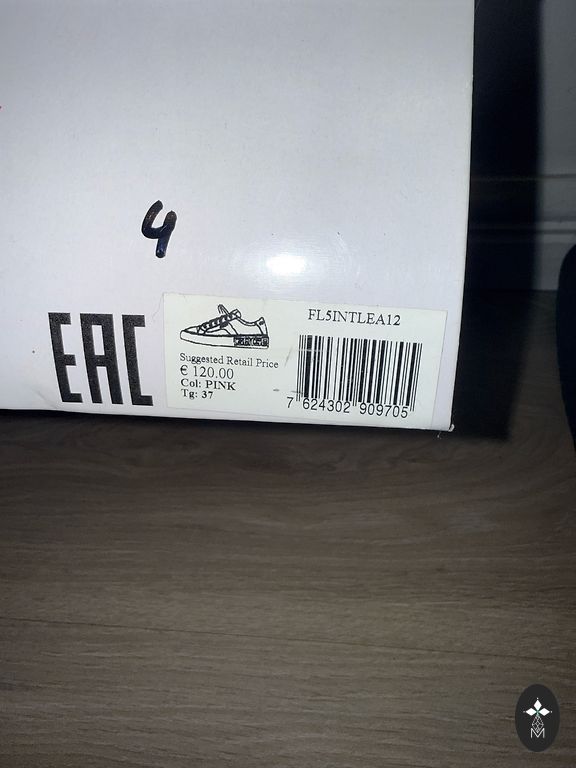 4
EAC
FL5INTLEA12
Suggested Retail Price
€ 120.00
Col: PINK
Tg: 37
7 624302 909705
M